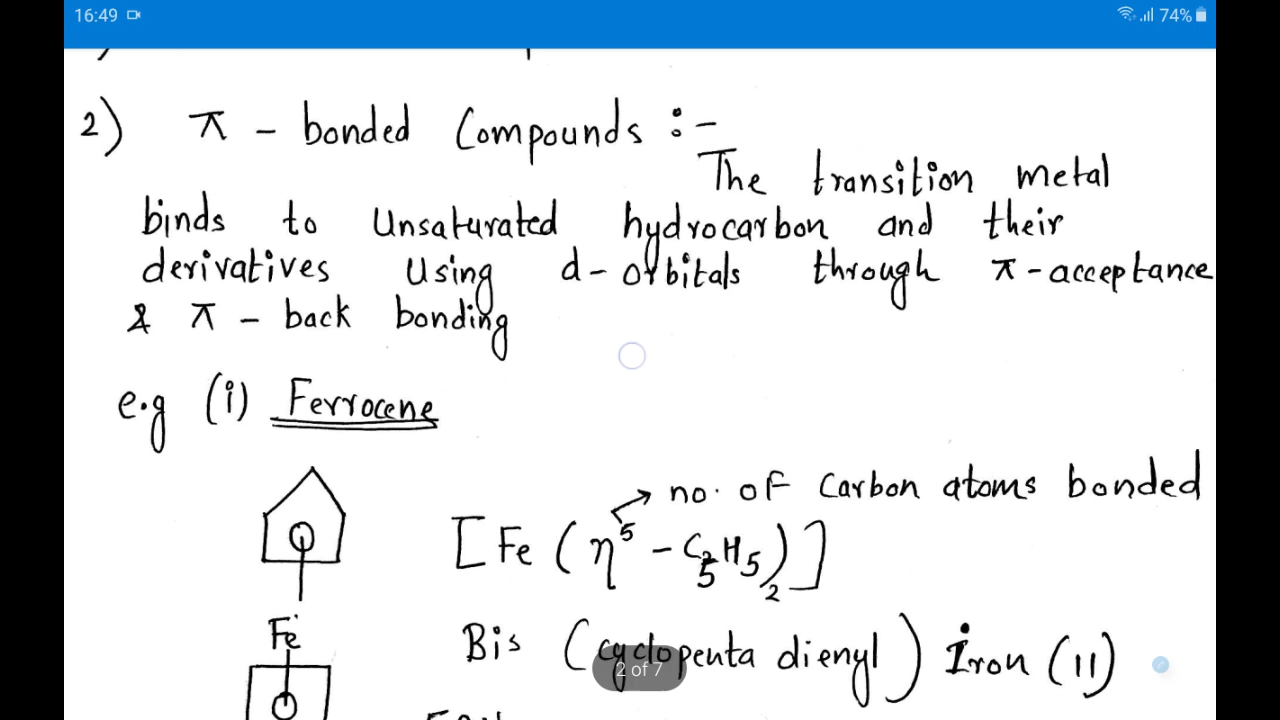 16:49 74%
2) π - bonded Compounds :-
The transition metal
binds to Unsaturated hydrocarbon and their
derivatives Using d-orbitals through π-acceptance
& π - back bonding
e.g (i) Ferrocene
no. of Carbon atoms bonded
[Fe (η⁵ - C₅H₅)₂]
Fe
Bis (cyclopenta dienyl) Iron (II)
2 of 7